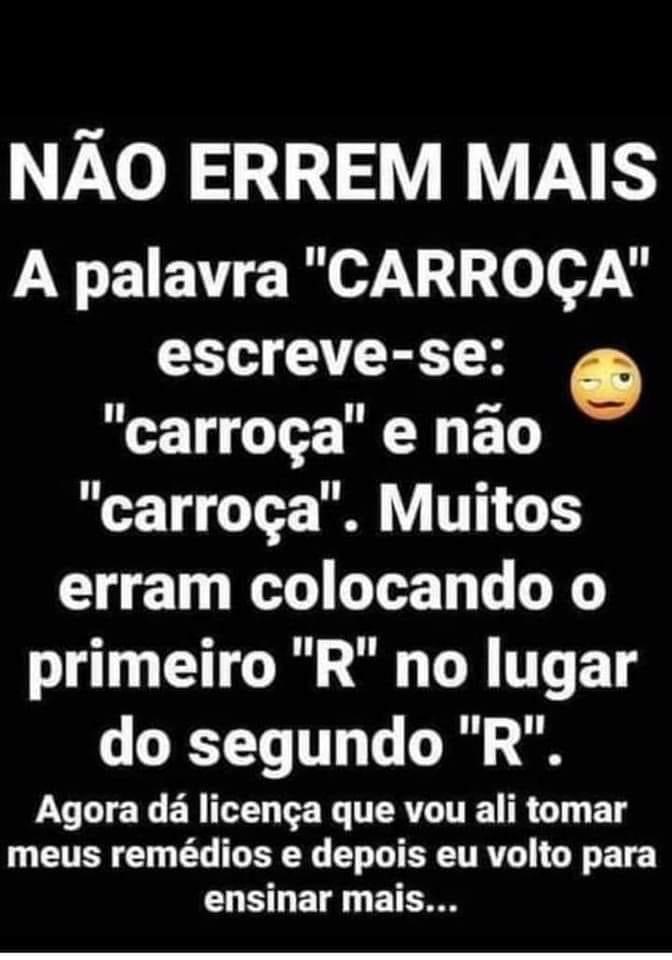 NÃO ERREM MAIS
A palavra "CARROÇA"
escreve-se:
"carroça" e não
"carroça". Muitos
erram colocando o
primeiro "R" no lugar
do segundo "R".
Agora dá licença que vou ali tomar
meus remédios e depois eu volto para
ensinar mais...